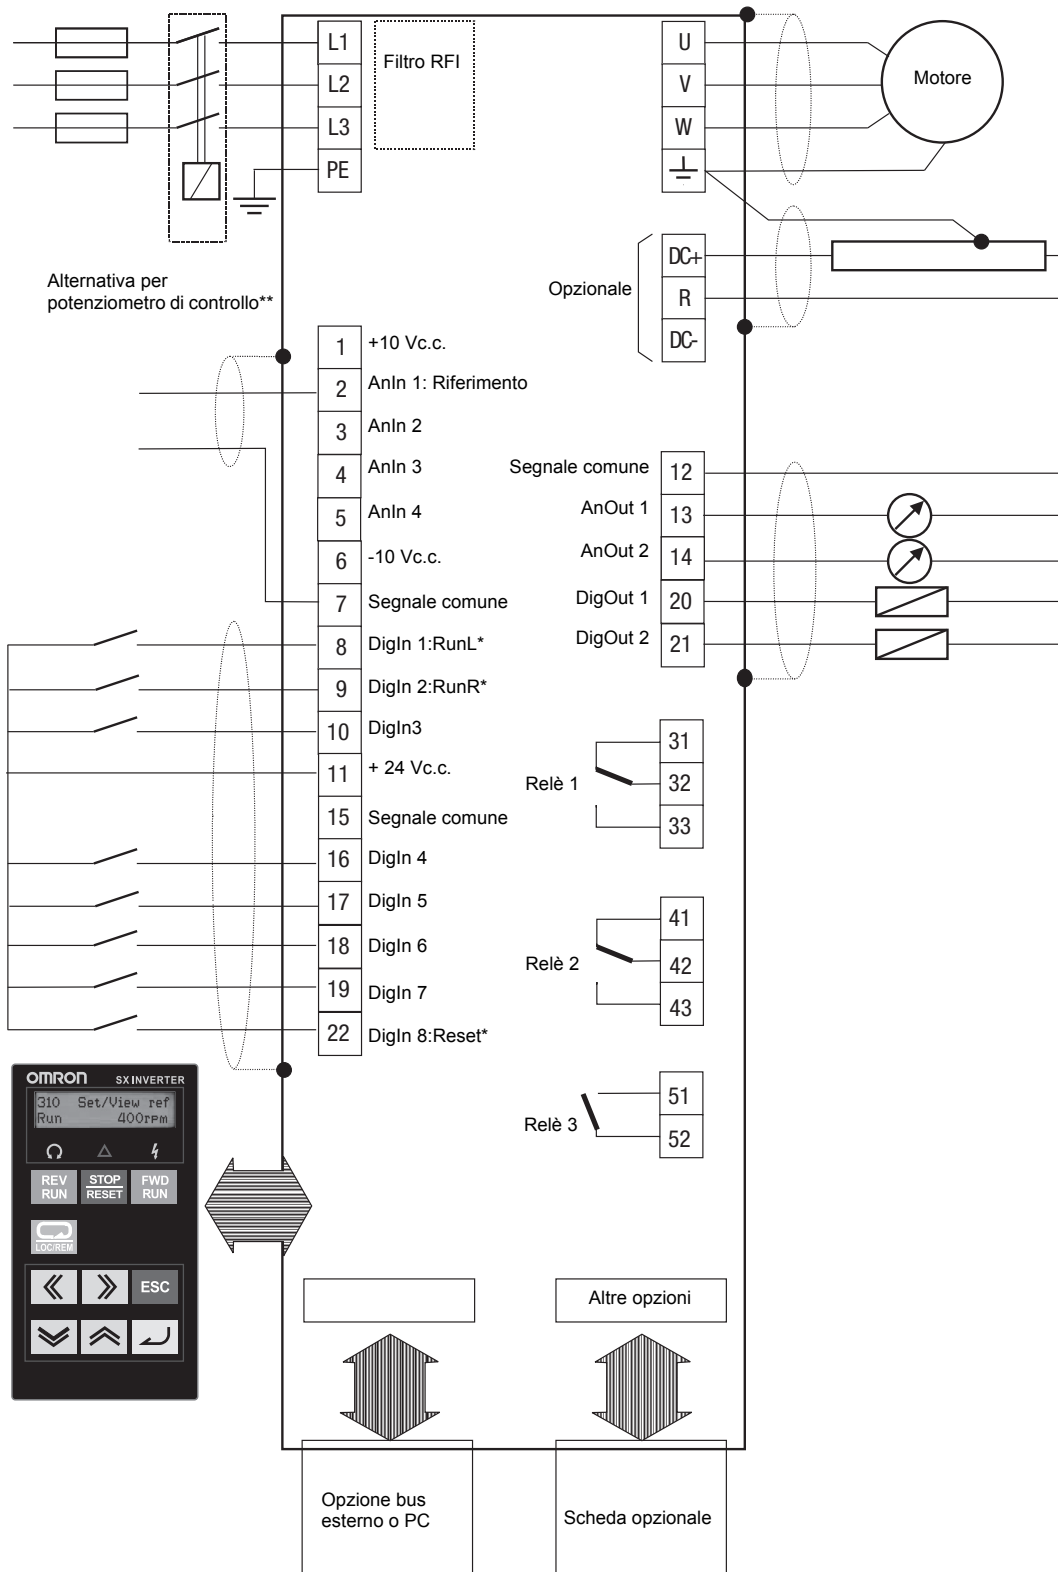 L1
L2
L3
PE
Filtro RFI
U
V
W
Motore
Alternativa per
potenziometro di controllo**
Opzionale
DC+
R
DC-
1 +10 Vc.c.
2 AnIn 1: Riferimento
3 AnIn 2
4 AnIn 3
5 AnIn 4
6 -10 Vc.c.
7 Segnale comune
8 DigIn 1:RunL*
9 DigIn 2:RunR*
10 DigIn3
11 + 24 Vc.c.
15 Segnale comune
16 DigIn 4
17 DigIn 5
18 DigIn 6
19 DigIn 7
22 DigIn 8:Reset*
Segnale comune 12
AnOut 1 13
AnOut 2 14
DigOut 1 20
DigOut 2 21
Relè 1
31
32
33
Relè 2
41
42
43
Relè 3
51
52
OMRON SX INVERTER
310 Set/View ref
Run 400rpm
REV RUN
STOP RESET
FWD RUN
LOC/REM
ESC
Altre opzioni
Opzione bus
esterno o PC
Scheda opzionale